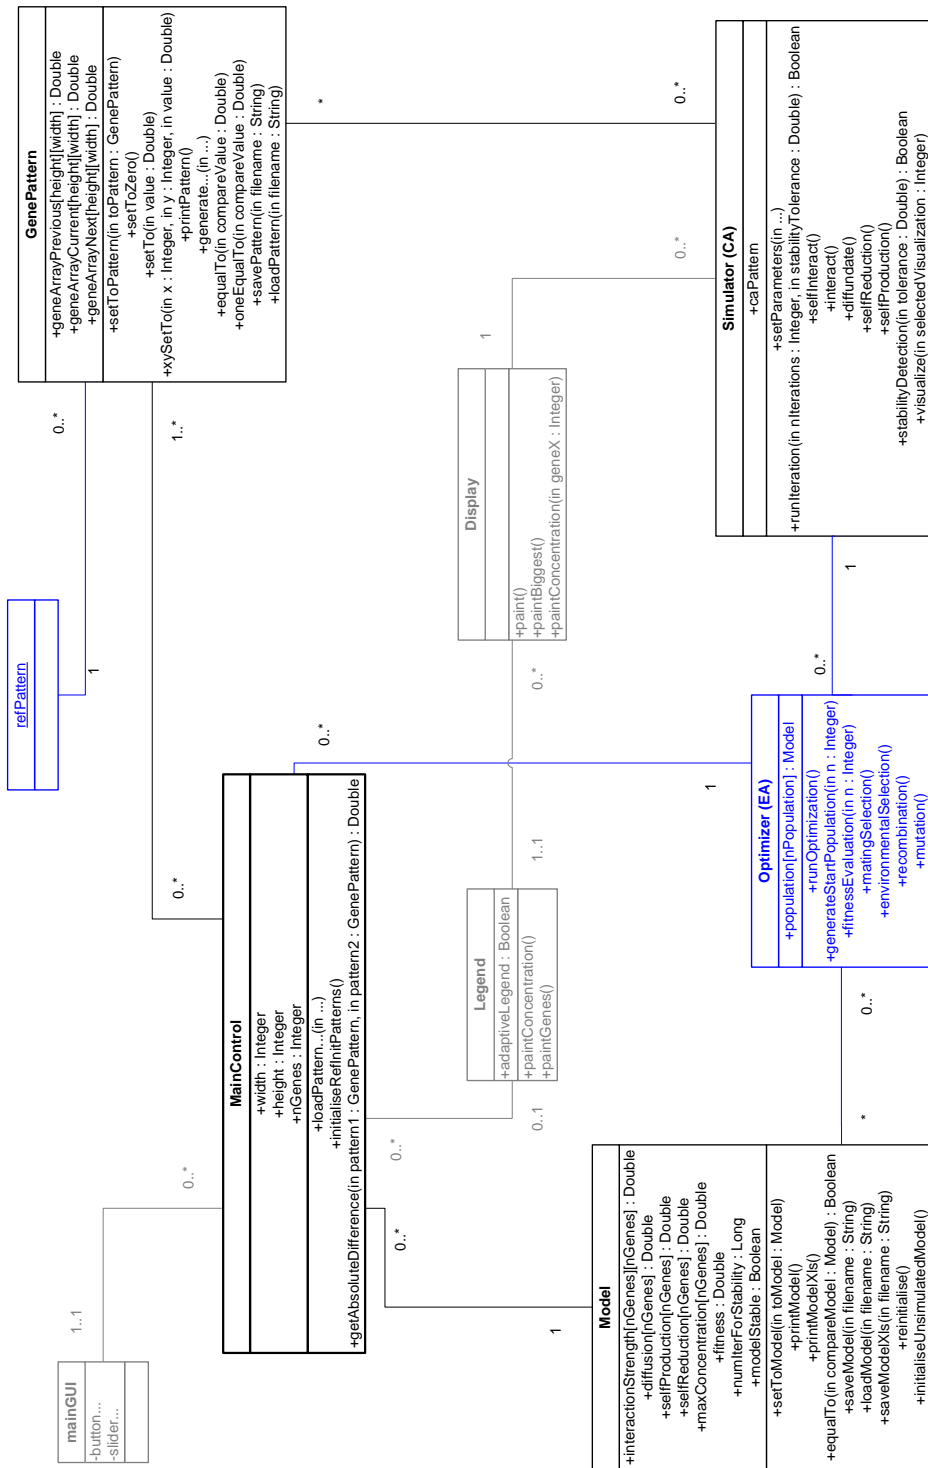 mainGUI
-button...
-slider...
1..1
0..*
MainControl
+width : Integer
+height : Integer
+nGenes : Integer
+loadPattern...(in ...)
+initialiseRefInitPatterns()
+getAbsoluteDifference(in pattern1 : GenePattern, in pattern2 : GenePattern) : Double
0..*
0..*
0..*
0..*
refPattern
1
0..*
1..*
GenePattern
+geneArrayPrevious[height][width] : Double
+geneArrayCurrent[height][width] : Double
+geneArrayNext[height][width] : Double
+setToPattern(in toPattern : GenePattern)
+setToZero()
+setTo(in value : Double)
+xySetTo(in x : Integer, in y : Integer, in value : Double)
+printPattern()
+generate...(in ...)
+equalTo(in compareValue : Double)
+oneEqualTo(in compareValue : Double)
+savePattern(in filename : String)
+loadPattern(in filename : String)
*
0..*
Legend
+adaptiveLegend : Boolean
+paintConcentration()
+paintGenes()
0..1
1..1
Display
+paint()
+paintBiggest()
+paintConcentration(in geneX : Integer)
0..*
1
0..*
Model
+interactionStrength[nGenes][nGenes] : Double
+diffusion[nGenes] : Double
+selfProduction[nGenes] : Double
+selfReduction[nGenes] : Double
+maxConcentration[nGenes] : Double
+fitness : Double
+numIterForStability : Long
+modelStable : Boolean
+setToModel(in toModel : Model)
+printModel()
+printModelXls()
+equalTo(in compareModel : Model) : Boolean
+saveModel(in filename : String)
+loadModel(in filename : String)
+saveModelXls(in filename : String)
+reinitialise()
+initialiseUnsimulatedModel()
1
*
0..*
Optimizer (EA)
+population[nPopulation] : Model
+runOptimization()
+generateStartPopulation(in n : Integer)
+fitnessEvaluation(in n : Integer)
+matingSelection()
+environmentalSelection()
+recombination()
+mutation()
1
0..*
1
Simulator (CA)
+caPattern
+setParameters(in ...)
+runIteration(in nIterations : Integer, in stabilityTolerance : Double) : Boolean
+selfInteract()
+interact()
+diffundate()
+selfReduction()
+selfProduction()
+stabilityDetection(in tolerance : Double) : Boolean
+visualize(in selectedVisualization : Integer)